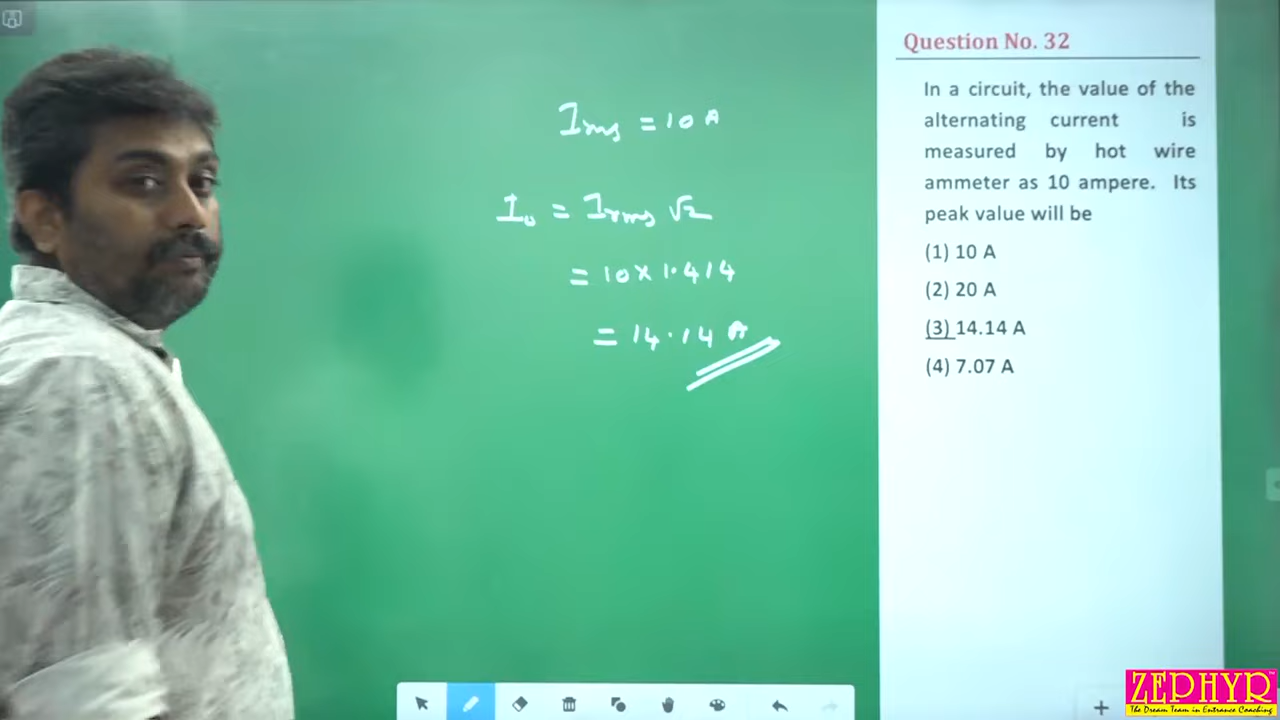 I rms = 10 A
I₀ = I rms √2
= 10 × 1.414
= 14.14 A
Question No. 32
In a circuit, the value of the
alternating current is
measured by hot wire
ammeter as 10 ampere. Its
peak value will be
(1) 10 A
(2) 20 A
(3) 14.14 A
(4) 7.07 A
ZEPHYR
The Dream Team in Entrance Coaching